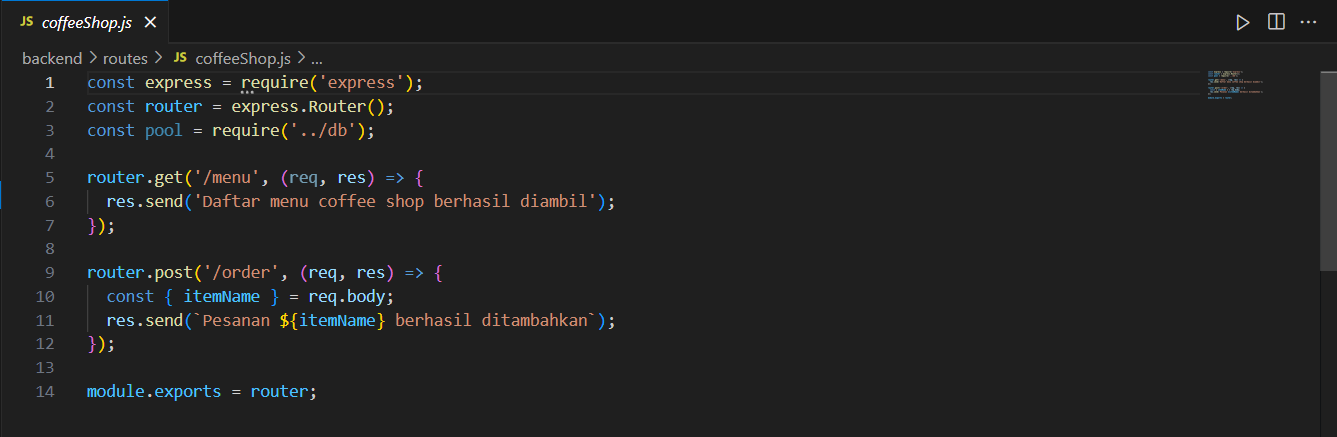 JS coffeeShop.js ×
backend > routes > JS coffeeShop.js > ...
1 const express = require('express');
2 const router = express.Router();
3 const pool = require('../db');
4
5 router.get('/menu', (req, res) => {
6   res.send('Daftar menu coffee shop berhasil diambil');
7 });
8
9 router.post('/order', (req, res) => {
10   const { itemName } = req.body;
11   res.send(`Pesanan ${itemName} berhasil ditambahkan`);
12 });
13
14 module.exports = router;